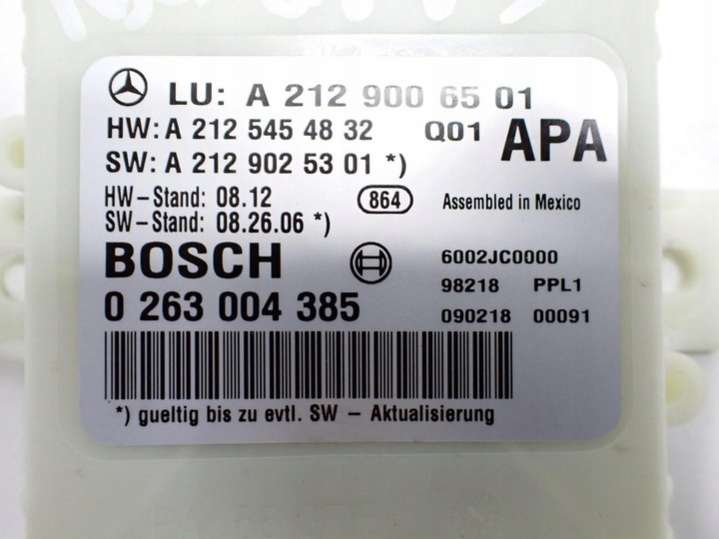 LU: A 212 900 65 01
HW: A 212 545 48 32 Q01 APA
SW: A 212 902 53 01 *)
HW-Stand: 08.12 864 Assembled in Mexico
SW-Stand: 08.26.06 *)
BOSCH 6002JC0000
98218 PPL1
0 263 004 385 090218 00091
*) gueltig bis zu evtl. SW - Aktualisierung